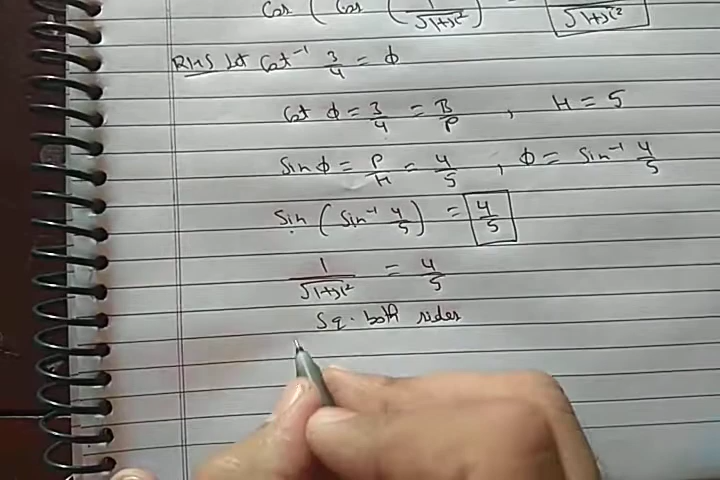 Cos ( Cos ( 1/√1+x² ) 1/√1+x²
RHS let Cot⁻¹ 3/4 = ϕ
Cot ϕ = 3/4 = B/P , H = 5
Sin ϕ = P/H = 4/5 , ϕ = Sin⁻¹ 4/5
Sin ( Sin⁻¹ 4/5 ) = 4/5
1/√1+x² = 4/5
Sq. both sides